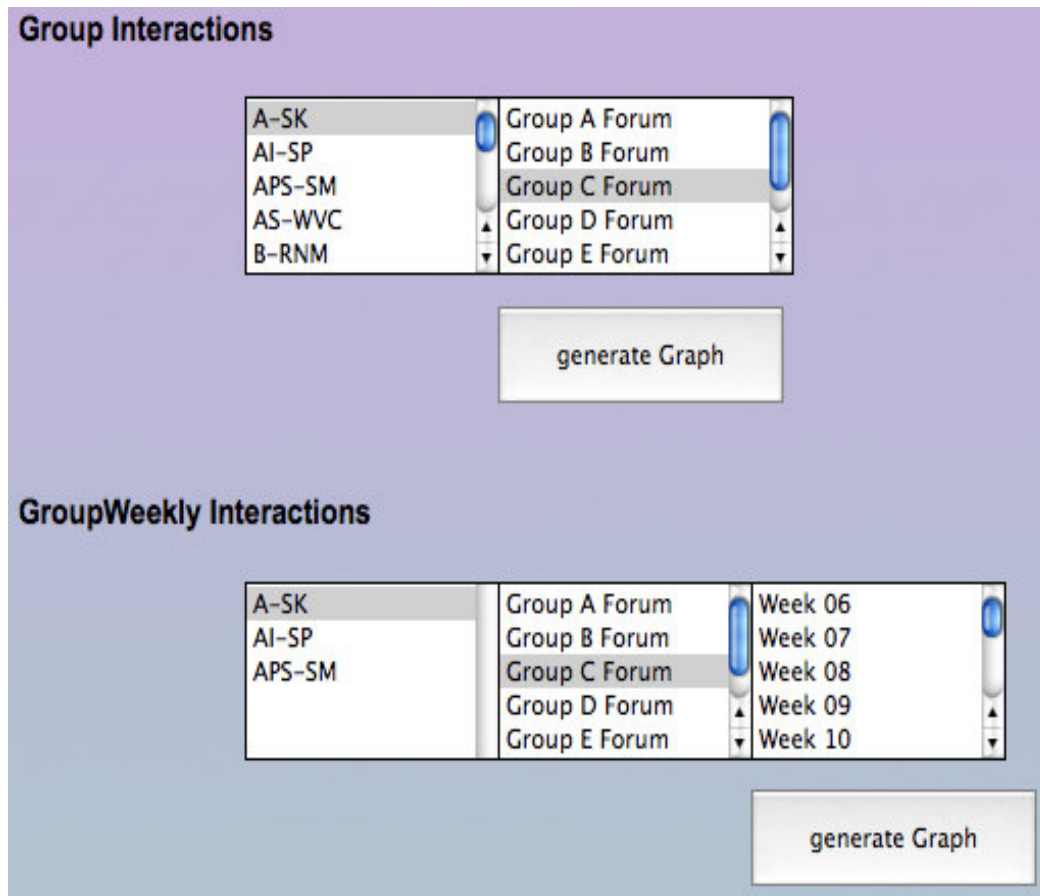 Group Interactions
A-SK
AI-SP
APS-SM
AS-WVC
B-RNM
Group A Forum
Group B Forum
Group C Forum
Group D Forum
Group E Forum
generate Graph
GroupWeekly Interactions
A-SK
AI-SP
APS-SM
Group A Forum
Group B Forum
Group C Forum
Group D Forum
Group E Forum
Week 06
Week 07
Week 08
Week 09
Week 10
generate Graph